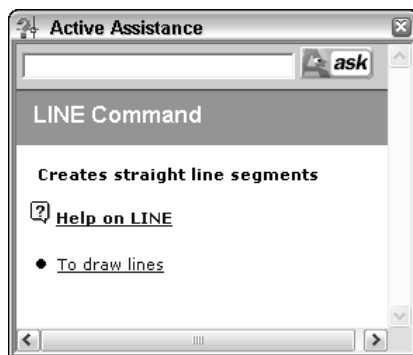 Active Assistance
ask
LINE Command
Creates straight line segments
Help on LINE
To draw lines